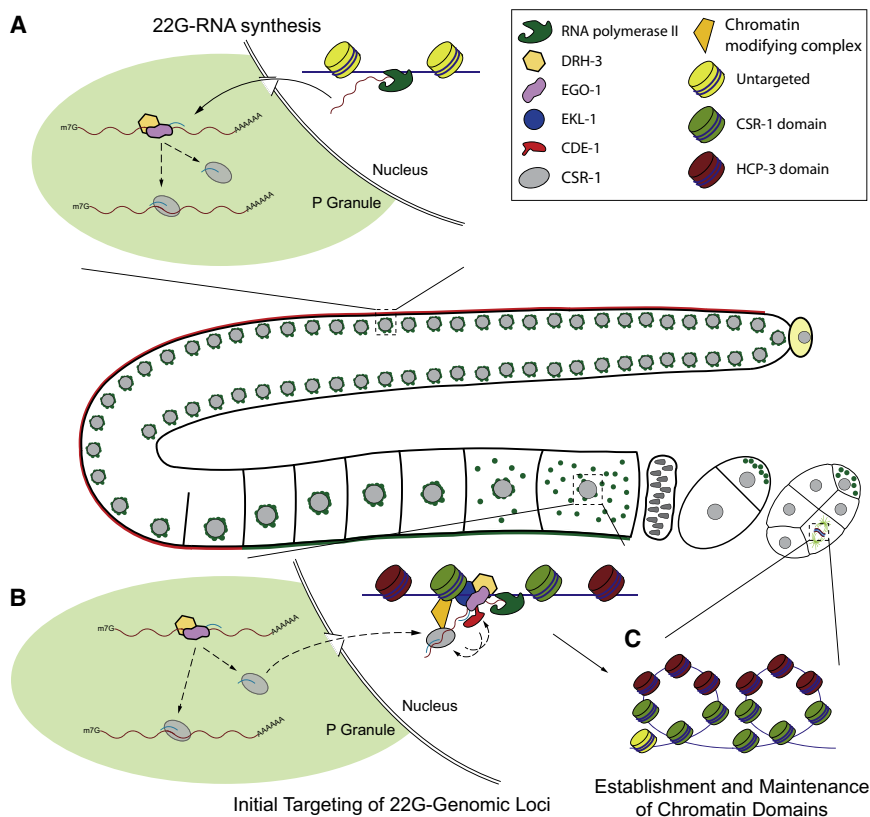 A
22G-RNA synthesis
m7G
AAAAAA
m7G
AAAAAA
P Granule
Nucleus
RNA polymerase II
DRH-3
EGO-1
EKL-1
CDE-1
CSR-1
Chromatin
modifying complex
Untargeted
CSR-1 domain
HCP-3 domain
B
m7G
AAAAAA
m7G
AAAAAA
P Granule
Nucleus
Initial Targeting of 22G-Genomic Loci
C
Establishment and Maintenance
of Chromatin Domains